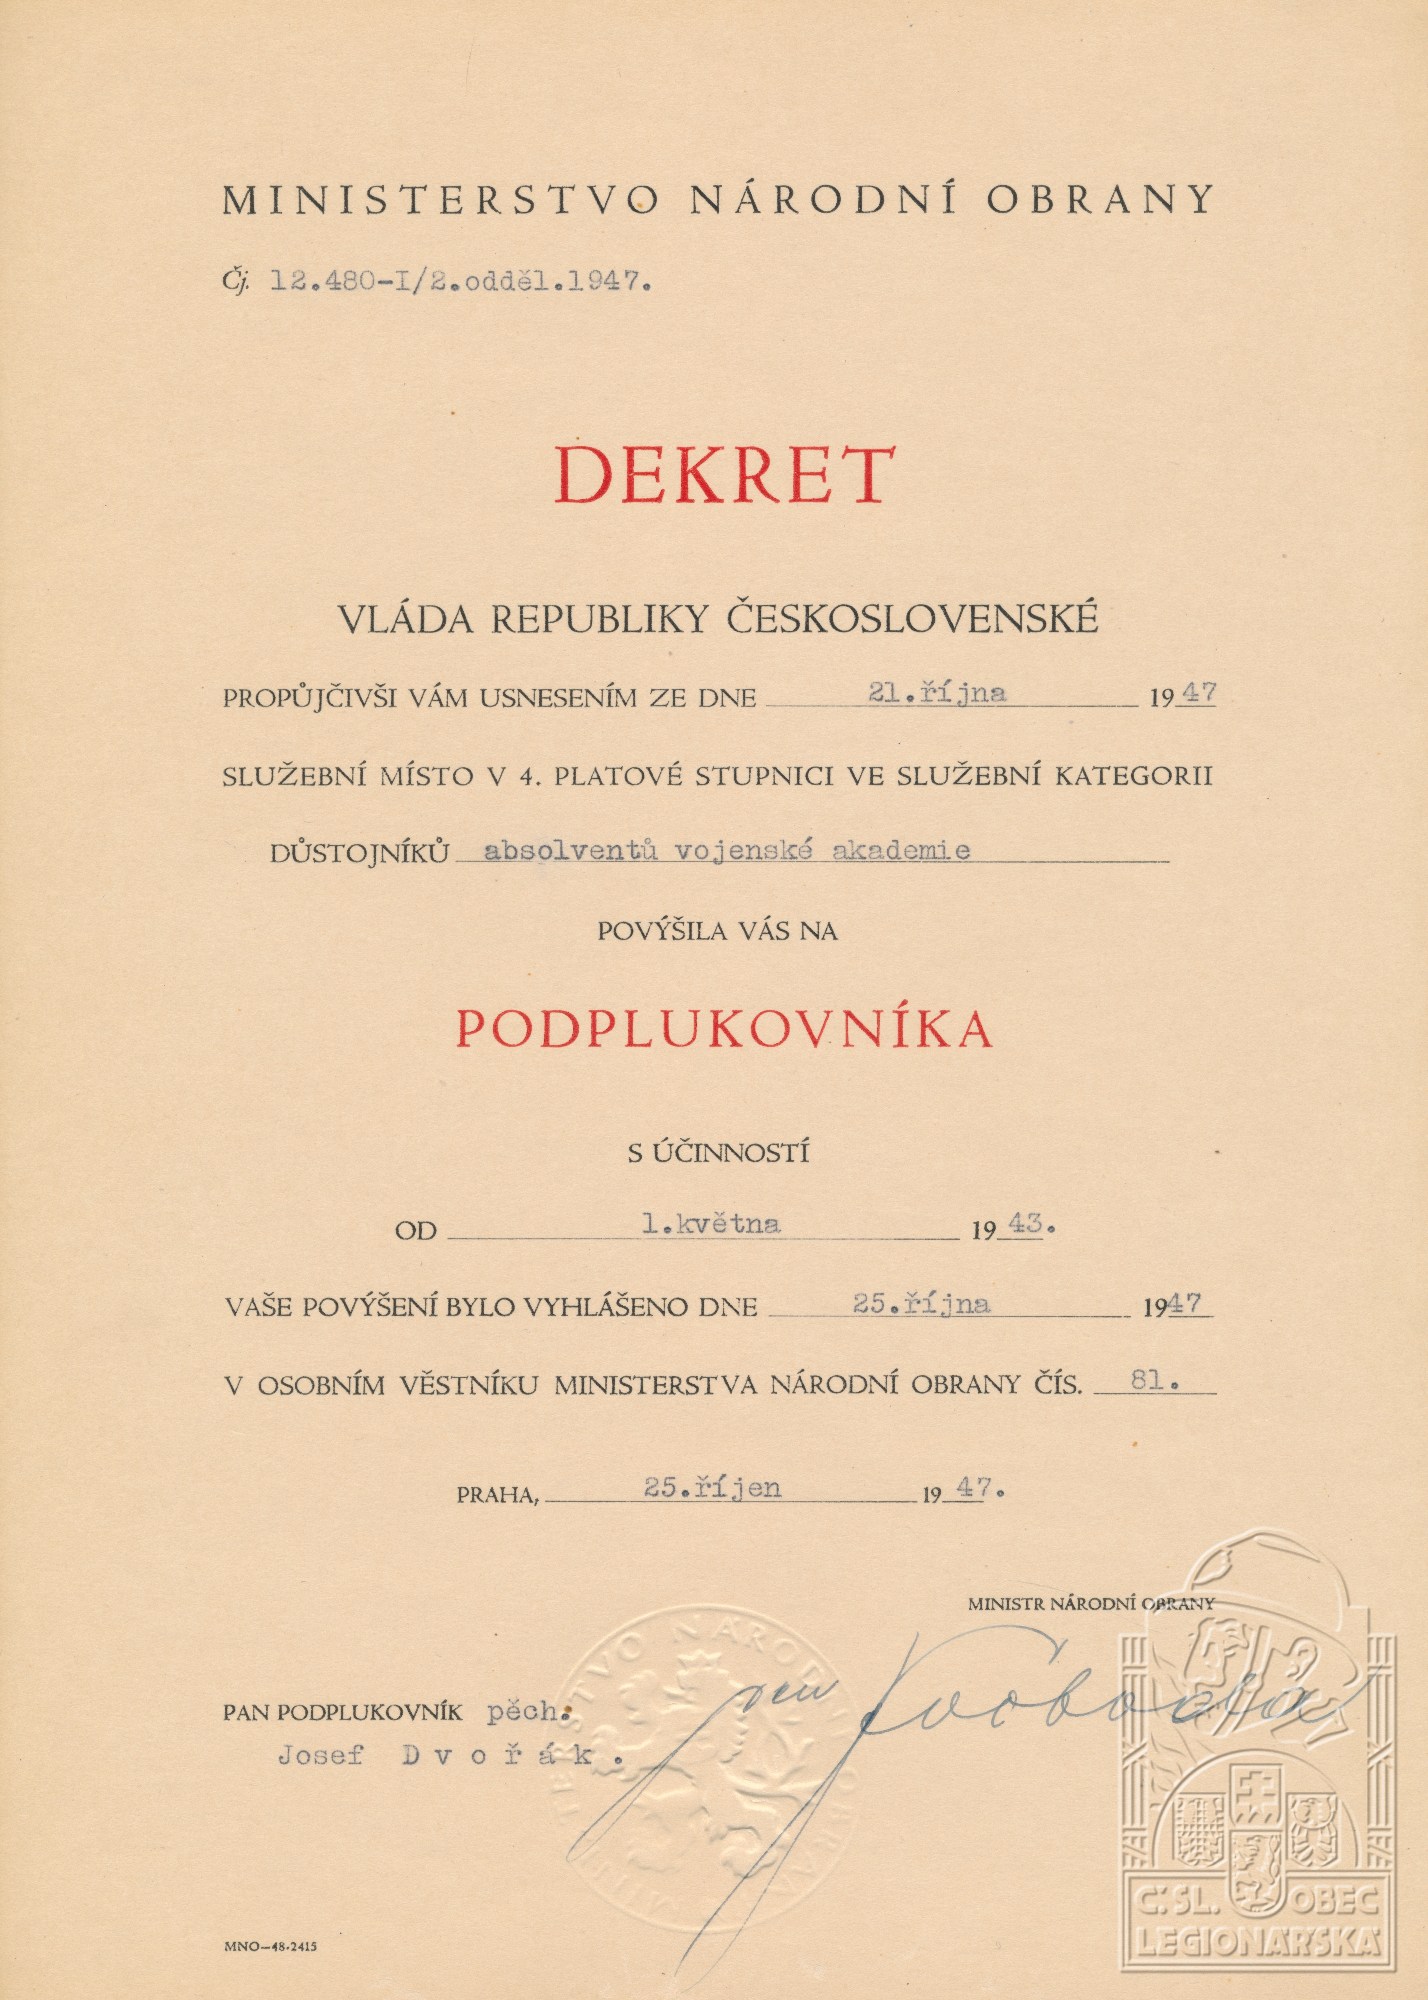 MINISTERSTVO NÁRODNÍ OBRANY
Čj. 12.480-I/2.odděl.1947.
DEKRET
VLÁDA REPUBLIKY ČESKOSLOVENSKÉ
PROPŮJČIVŠI VÁM USNESENÍM ZE DNE 21.října 1947
SLUŽEBNÍ MÍSTO V 4. PLATOVÉ STUPNICI VE SLUŽEBNÍ KATEGORII
DŮSTOJNÍKŮ absolventů vojenské akademie
POVÝŠILA VÁS NA
PODPLUKOVNÍKA
S ÚČINNOSTÍ
OD 1.května 1943.
VAŠE POVÝŠENÍ BYLO VYHLÁŠENO DNE 25.října 1947
V OSOBNÍM VĚSTNÍKU MINISTERSTVA NÁRODNÍ OBRANY ČÍS. 81.
PRAHA, 25.říjen 1947.
MINISTR NÁRODNÍ OBRANY
gen Svoboda
PAN PODPLUKOVNÍK pěch.
Josef Dvořák.
MNO-48-2415
Č.SL. OBEC
LEGIONÁŘSKÁ